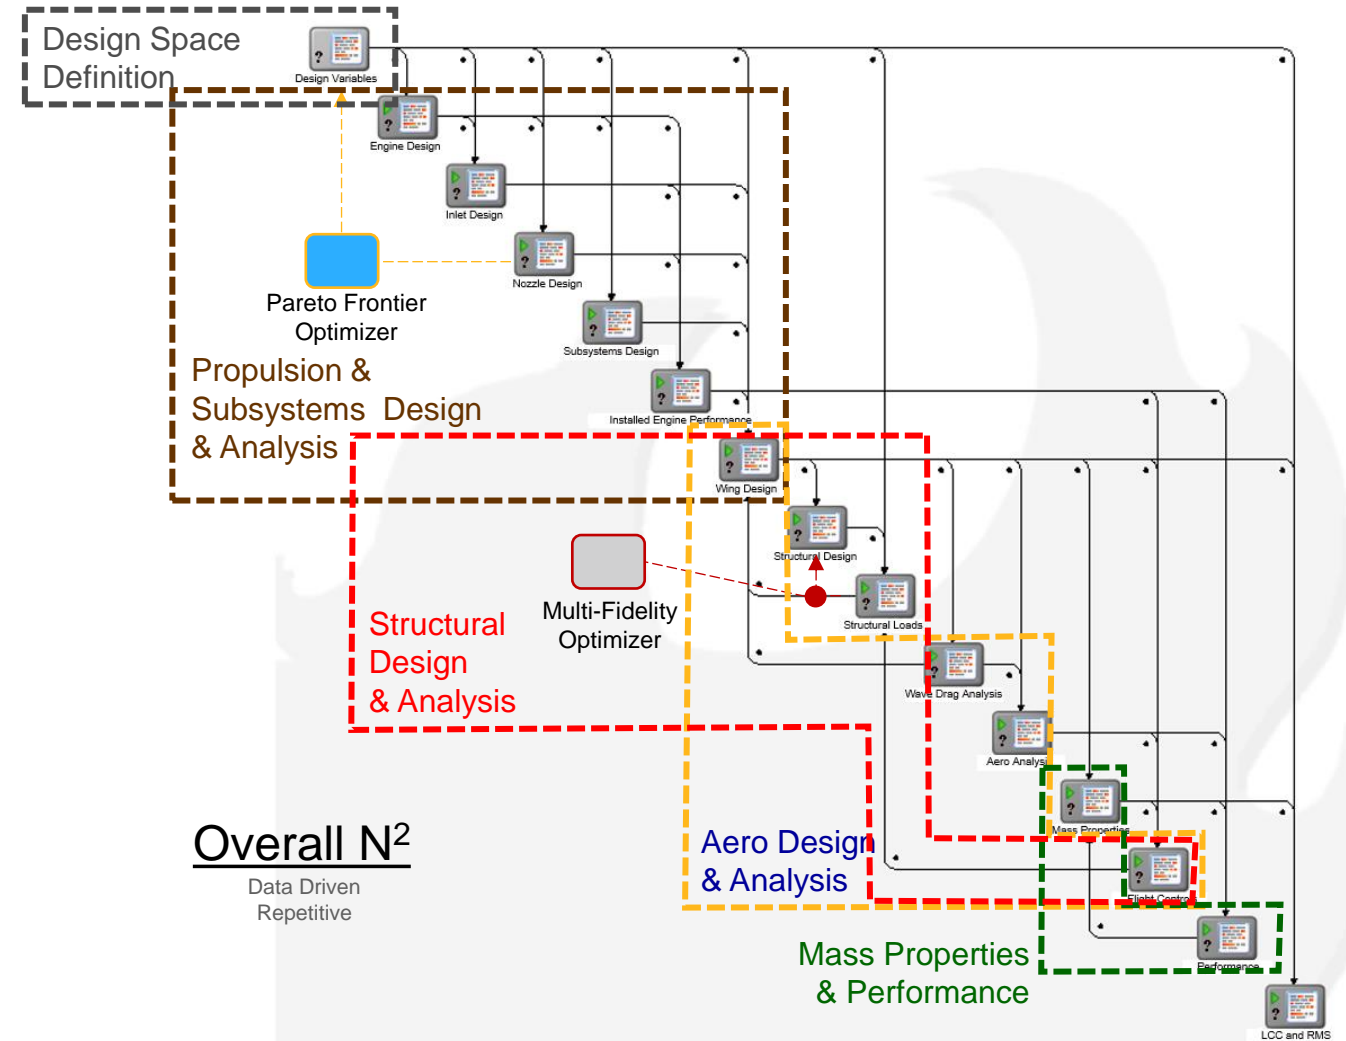 Design Space
Definition
?
Design Variables
?
Engine Design
?
Inlet Design
?
Nozzle Design
Pareto Frontier
Optimizer
?
Subsystems Design
Propulsion &
Subsystems Design
& Analysis
?
Installed Engine Performance
?
Wing Design
?
Structural Design
Multi-Fidelity
Optimizer
?
Structural Loads
Structural
Design
& Analysis
?
Wave Drag Analysis
?
Aero Analysis
?
Mass Properties
Overall N²
Data Driven
Repetitive
Aero Design
& Analysis
?
Flight Control
?
Performance
Mass Properties
& Performance
?
LCC and RMS